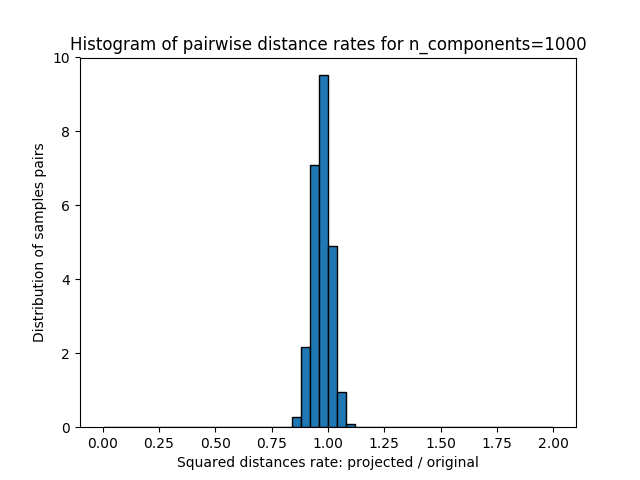 Histogram of pairwise distance rates for n_components=1000
10
8
6
4
2
0
Distribution of samples pairs
0.00 0.25 0.50 0.75 1.00 1.25 1.50 1.75 2.00
Squared distances rate: projected / original